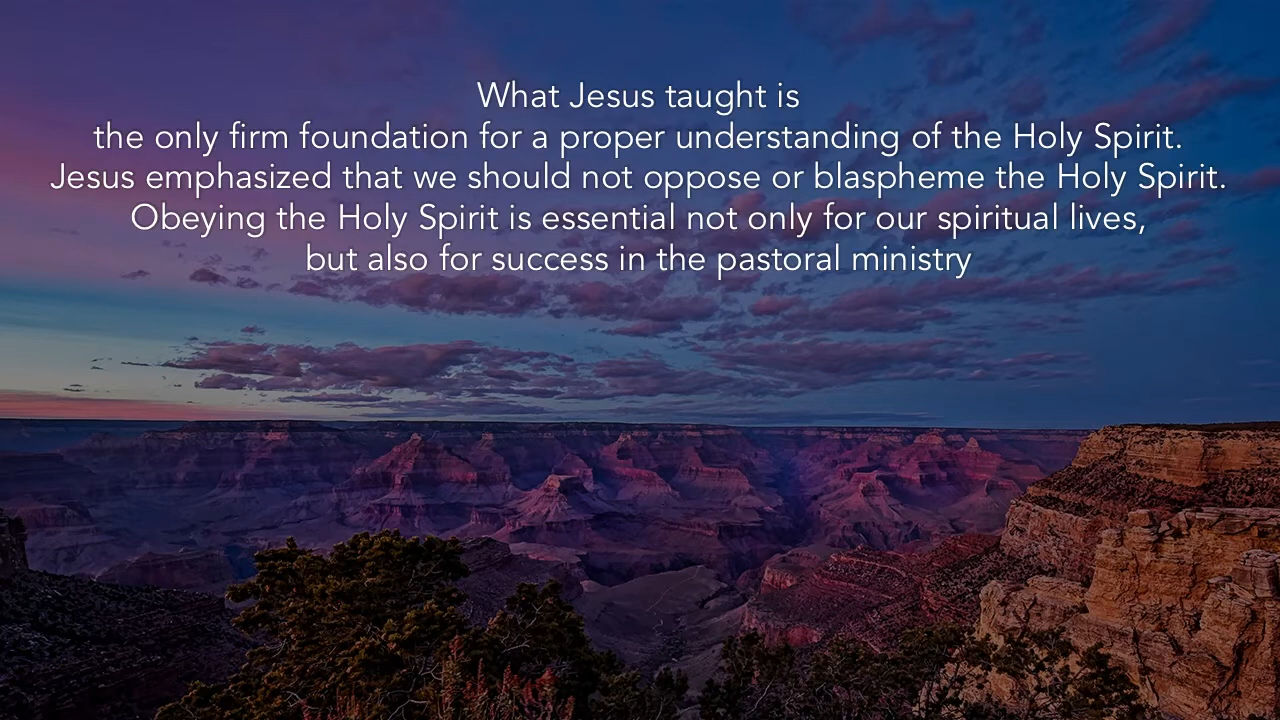 What Jesus taught is
the only firm foundation for a proper understanding of the Holy Spirit.
Jesus emphasized that we should not oppose or blaspheme the Holy Spirit.
Obeying the Holy Spirit is essential not only for our spiritual lives,
but also for success in the pastoral ministry